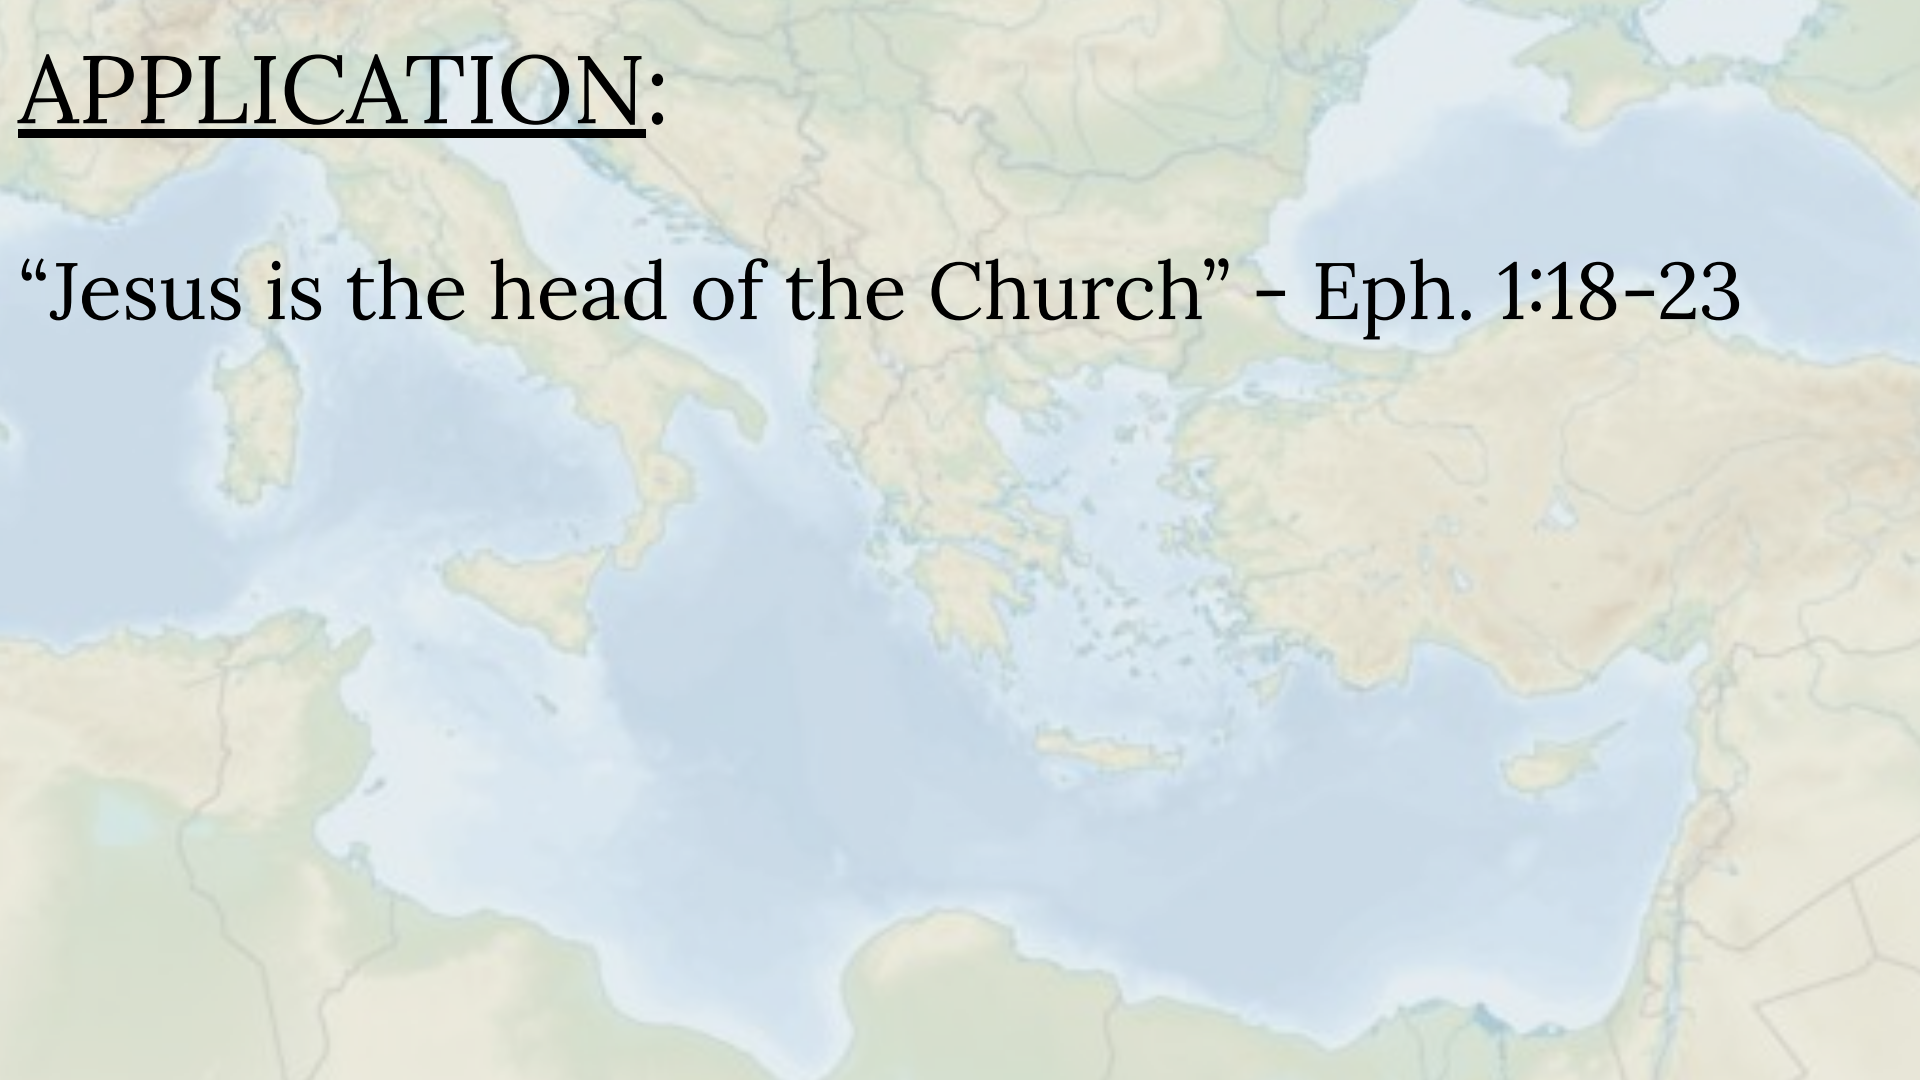 APPLICATION:
“Jesus is the head of the Church” - Eph. 1:18-23